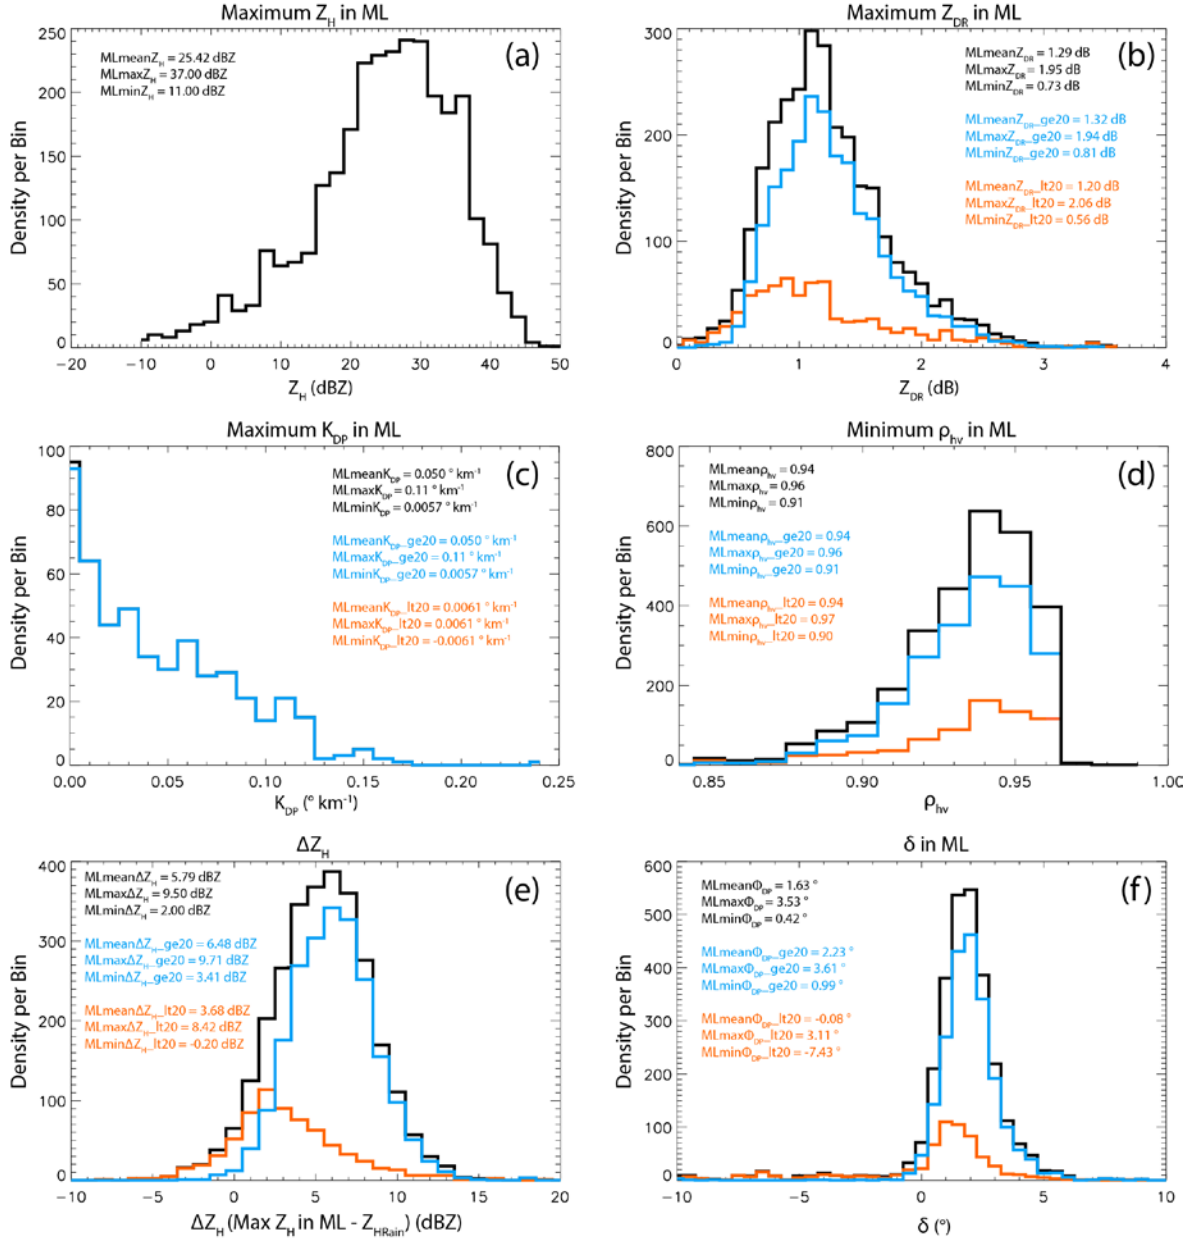 Maximum Z_H in ML
(a)
MLmeanZ_H = 25.42 dBZ
MLmaxZ_H = 37.00 dBZ
MLminZ_H = 11.00 dBZ
Density per Bin
250
200
150
100
50
0
−20 −10 0 10 20 30 40 50
Z_H (dBZ)
Maximum Z_DR in ML
(b)
MLmeanZ_DR = 1.29 dB
MLmaxZ_DR = 1.95 dB
MLminZ_DR = 0.73 dB
MLmeanZ_DR_ge20 = 1.32 dB
MLmaxZ_DR_ge20 = 1.94 dB
MLminZ_DR_ge20 = 0.81 dB
MLmeanZ_DR_lt20 = 1.20 dB
MLmaxZ_DR_lt20 = 2.06 dB
MLminZ_DR_lt20 = 0.56 dB
Density per Bin
300
200
100
0
0 1 2 3 4
Z_DR (dB)
Maximum K_DP in ML
(c)
MLmeanK_DP = 0.050 ° km⁻¹
MLmaxK_DP = 0.11 ° km⁻¹
MLminK_DP = 0.0057 ° km⁻¹
MLmeanK_DP_ge20 = 0.050 ° km⁻¹
MLmaxK_DP_ge20 = 0.11 ° km⁻¹
MLminK_DP_ge20 = 0.0057 ° km⁻¹
MLmeanK_DP_lt20 = 0.0061 ° km⁻¹
MLmaxK_DP_lt20 = 0.0061 ° km⁻¹
MLminK_DP_lt20 = -0.0061 ° km⁻¹
Density per Bin
100
80
60
40
20
0
0.00 0.05 0.10 0.15 0.20 0.25
K_DP (° km⁻¹)
Minimum ρ_hv in ML
(d)
MLmeanρ_hv = 0.94
MLmaxρ_hv = 0.96
MLminρ_hv = 0.91
MLmeanρ_hv_ge20 = 0.94
MLmaxρ_hv_ge20 = 0.96
MLminρ_hv_ge20 = 0.91
MLmeanρ_hv_lt20 = 0.94
MLmaxρ_hv_lt20 = 0.97
MLminρ_hv_lt20 = 0.90
Density per Bin
800
600
400
200
0
0.85 0.90 0.95 1.00
ρ_hv
ΔZ_H
(e)
MLmeanΔZ_H = 5.79 dBZ
MLmaxΔZ_H = 9.50 dBZ
MLminΔZ_H = 2.00 dBZ
MLmeanΔZ_H_ge20 = 6.48 dBZ
MLmaxΔZ_H_ge20 = 9.71 dBZ
MLminΔZ_H_ge20 = 3.41 dBZ
MLmeanΔZ_H_lt20 = 3.68 dBZ
MLmaxΔZ_H_lt20 = 8.42 dBZ
MLminΔZ_H_lt20 = -0.20 dBZ
Density per Bin
400
300
200
100
0
−10 −5 0 5 10 15 20
ΔZ_H (Max Z_H in ML - Z_HRain) (dBZ)
δ in ML
(f)
MLmeanΦ_DP = 1.63 °
MLmaxΦ_DP = 3.53 °
MLminΦ_DP = 0.42 °
MLmeanΦ_DP_ge20 = 2.23 °
MLmaxΦ_DP_ge20 = 3.61 °
MLminΦ_DP_ge20 = 0.99 °
MLmeanΦ_DP_lt20 = -0.08 °
MLmaxΦ_DP_lt20 = 3.11 °
MLminΦ_DP_lt20 = -7.43 °
Density per Bin
600
500
400
300
200
100
0
−10 −5 0 5 10
δ (°)